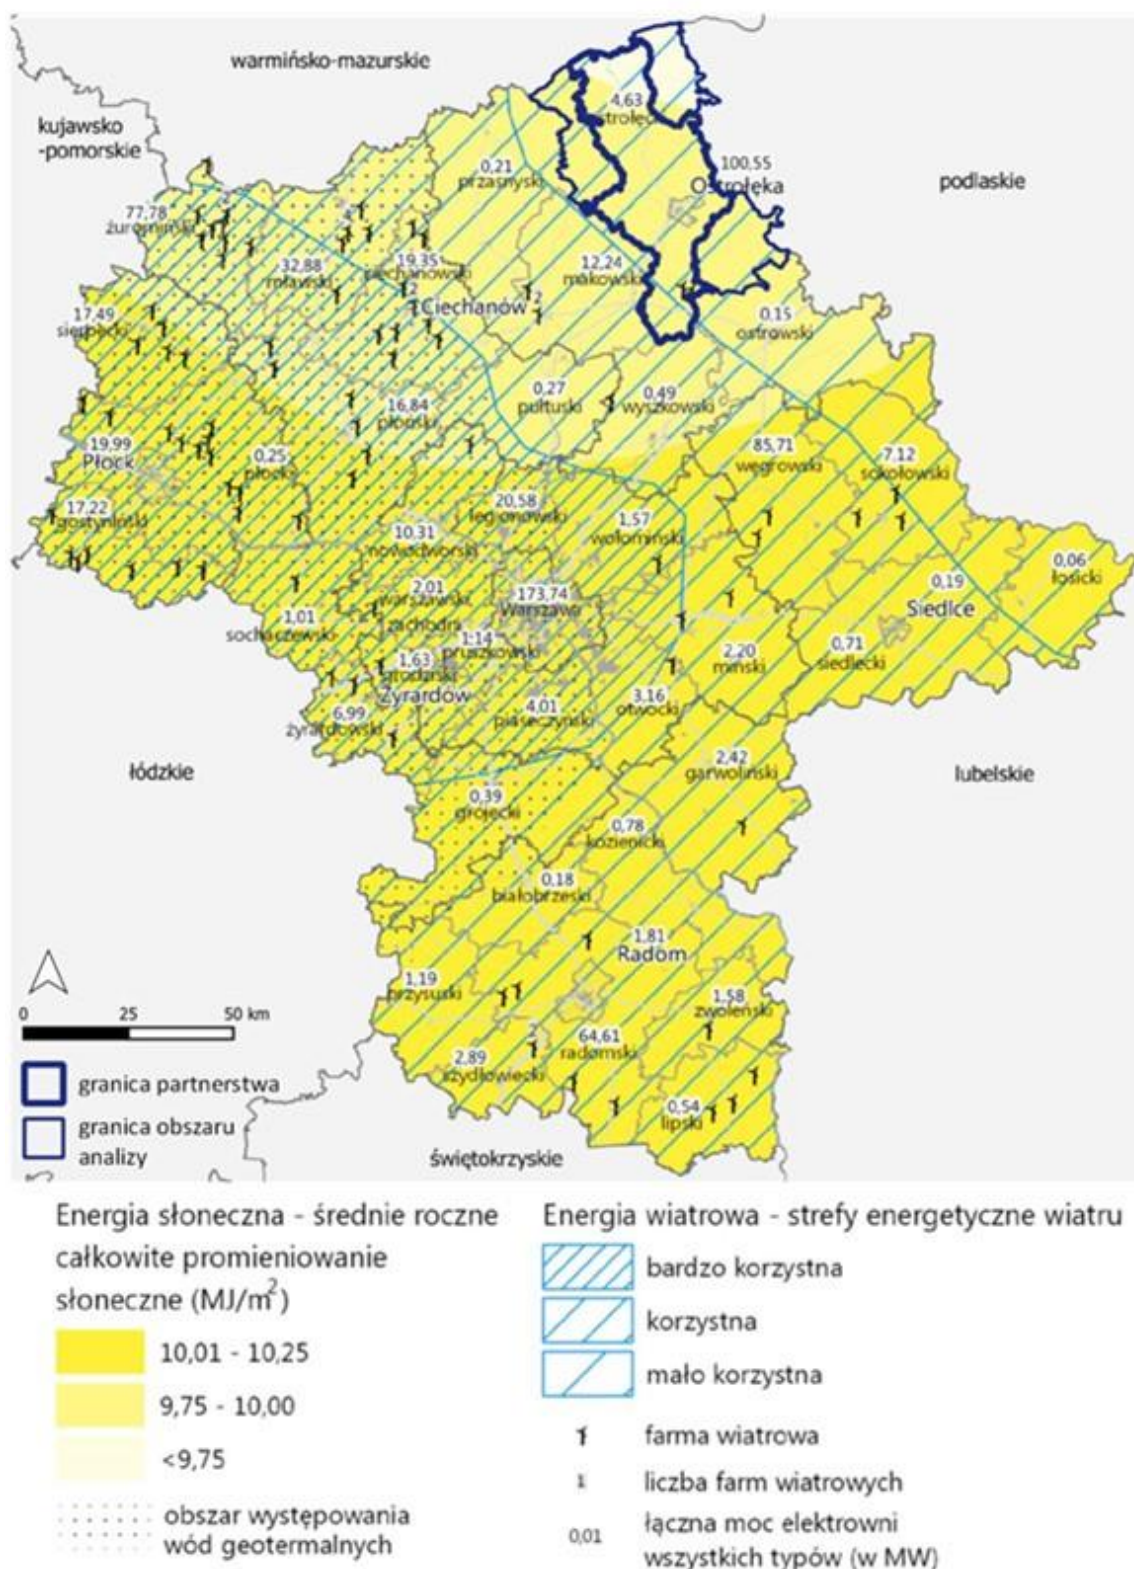 warmińsko-mazurskie
kujawsko
-pomorskie
podlaskie
4,63
100,55
Ostrołęka
0,21
przasnyski
77,78
żuromiński
2
4
32,88
mławski
19,35
ciechanowski
2
Ciechanów
12,24
makowski
2
0,15
ostrowski
17,49
sierpecki
0,27
pułtuski
0,49
wyszkowski
16,84
płoński
19,99
Płock
0,25
płocki
85,71
węgrowski
7,12
sokołowski
17,22
gostyniński
20,58
legionowski
10,31
nowodworski
1,57
wołomiński
0,06
łosicki
0,19
Siedlce
2,01
warszawski
zachodni
173,74
Warszawa
1,01
sochaczewski
1,14
pruszkowski
1,63
grodziski
Żyrardów
2,20
miński
0,71
siedlecki
6,99
żyrardowski
4,01
piaseczyński
3,16
otwocki
łódzkie
2,42
garwoliński
lubelskie
0,39
grójecki
0,78
kozienicki
0,18
białobrzeski
1,81
Radom
1,19
przysuski
1,58
zwoleński
2
64,61
radomski
2,89
szydłowiecki
0,54
lipski
świętokrzyskie
0 25 50 km
granica partnerstwa
granica obszaru
analizy
Energia słoneczna - średnie roczne
całkowite promieniowanie
słoneczne (MJ/m²)
10,01 - 10,25
9,75 - 10,00
<9,75
obszar występowania
wód geotermalnych
Energia wiatrowa - strefy energetyczne wiatru
bardzo korzystna
korzystna
mało korzystna
farma wiatrowa
1 liczba farm wiatrowych
0,01 łączna moc elektrowni
wszystkich typów (w MW)